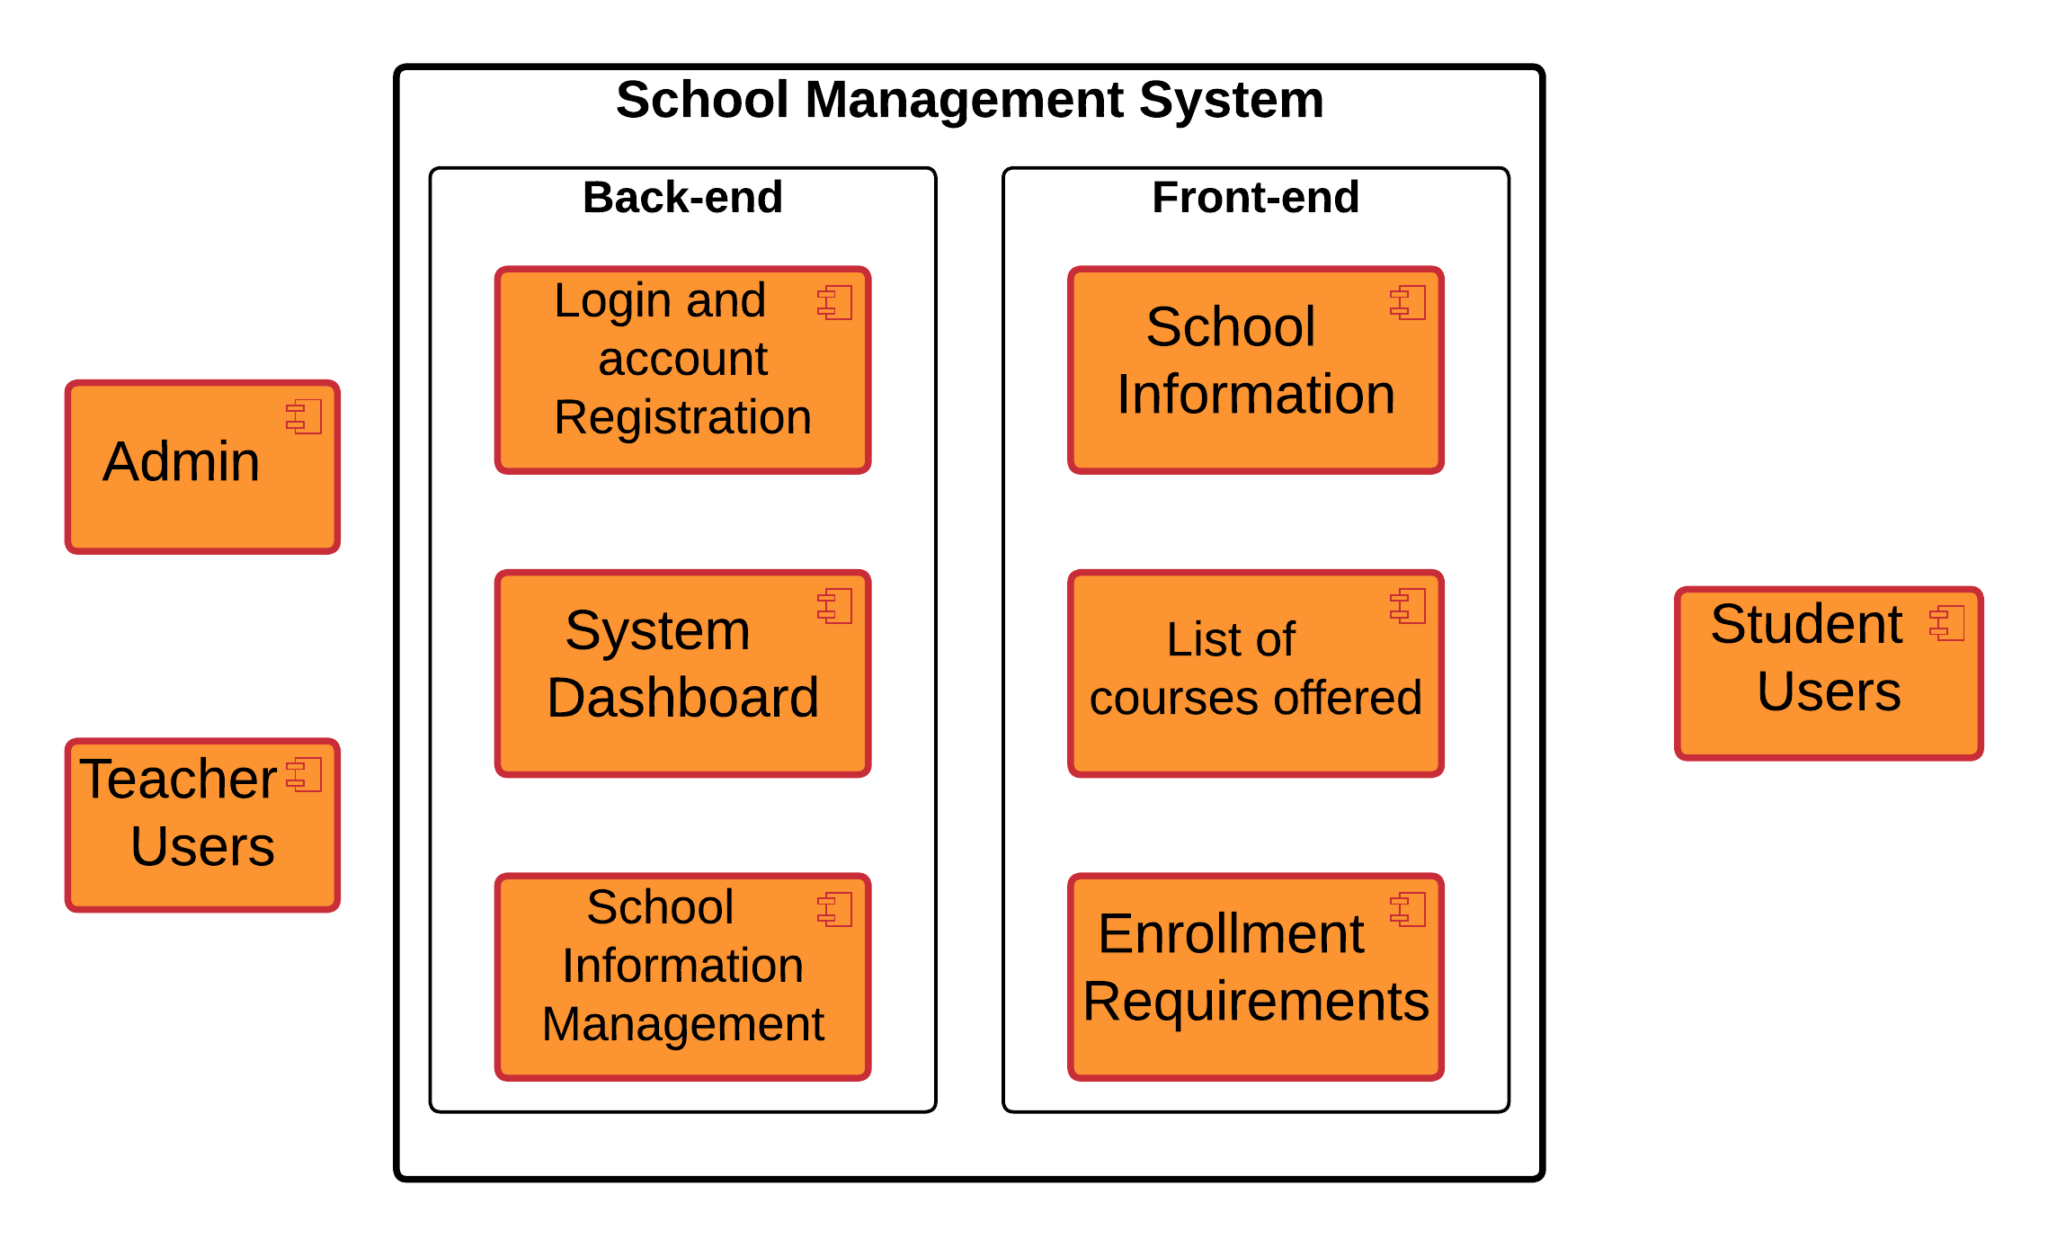 School Management System
Back-end
Front-end
Login and
account
Registration
School
Information
Admin
System
Dashboard
List of
courses offered
Student
Users
Teacher
Users
School
Information
Management
Enrollment
Requirements